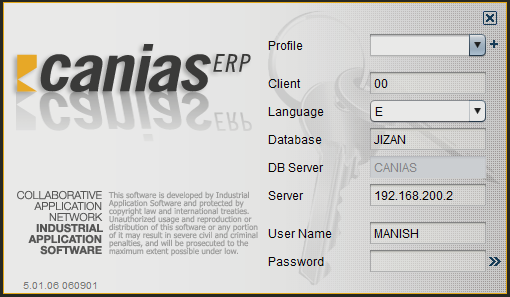 canias ERP
Profile
Client 00
Language E
Database JIZAN
DB Server CANIAS
Server 192.168.200.2
User Name MANISH
Password
COLLABORATIVE
APPLICATION
NETWORK
INDUSTRIAL
APPLICATION
SOFTWARE
This software is developed by Industrial
Application Software and protected by
copyright law and international treaties.
Unauthorized usage and reproduction or
distribution of this software or any portion
of it may result in severe civil and criminal
penalties, and will be prosecuted to the
maximum extent possible under low.
5.01.06 060901